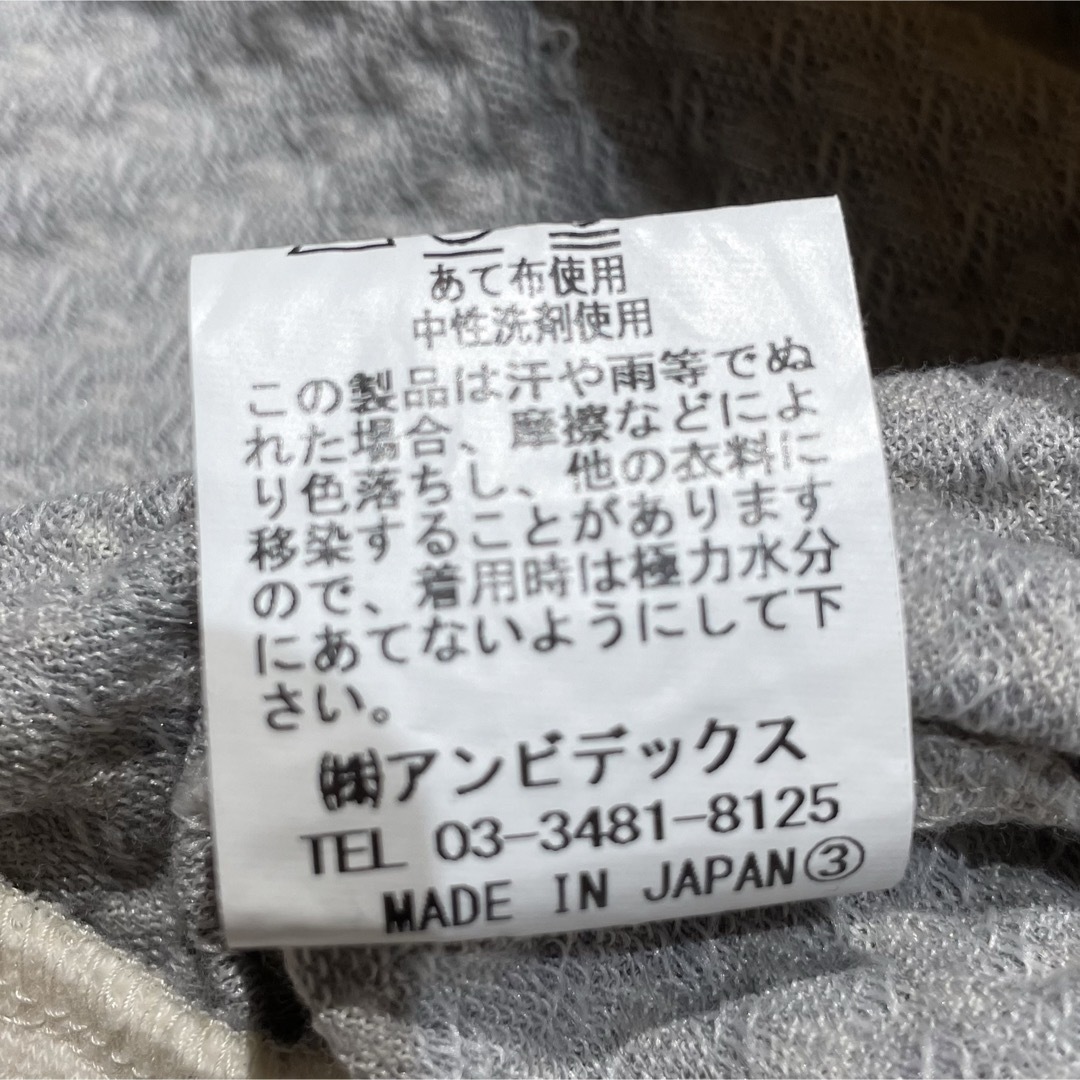 あて布使用
中性洗剤使用
この製品は汗や雨等でぬ
れた場合、摩擦などによ
り色落ちし、他の衣料に
移染することがあります
ので、着用時は極力水分
にあてないようにして下
さい。
㈱アンビデックス
TEL 03-3481-8125
MADE IN JAPAN③